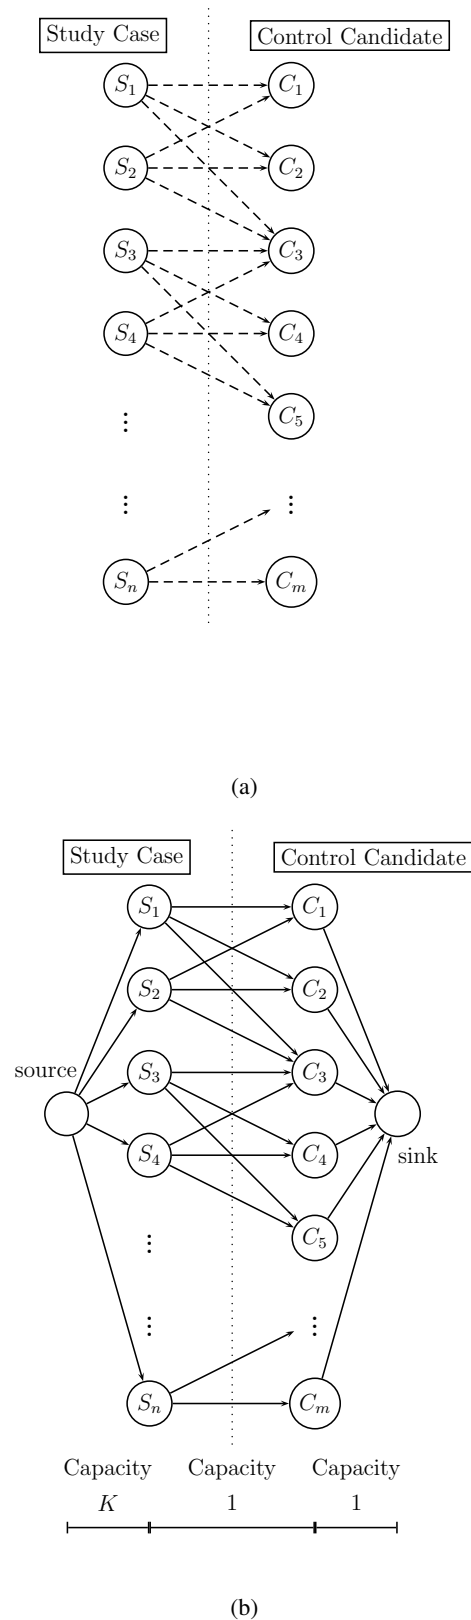 Study Case Control Candidate
S₁ C₁
S₂ C₂
S₃ C₃
S₄ C₄
⋮ C₅
⋮ ⋮
Sₙ Cₘ
(a)
Study Case Control Candidate
S₁ C₁
S₂ C₂
source S₃ C₃
S₄ C₄ sink
⋮ C₅
⋮ ⋮
Sₙ Cₘ
Capacity Capacity Capacity
K 1 1
(b)